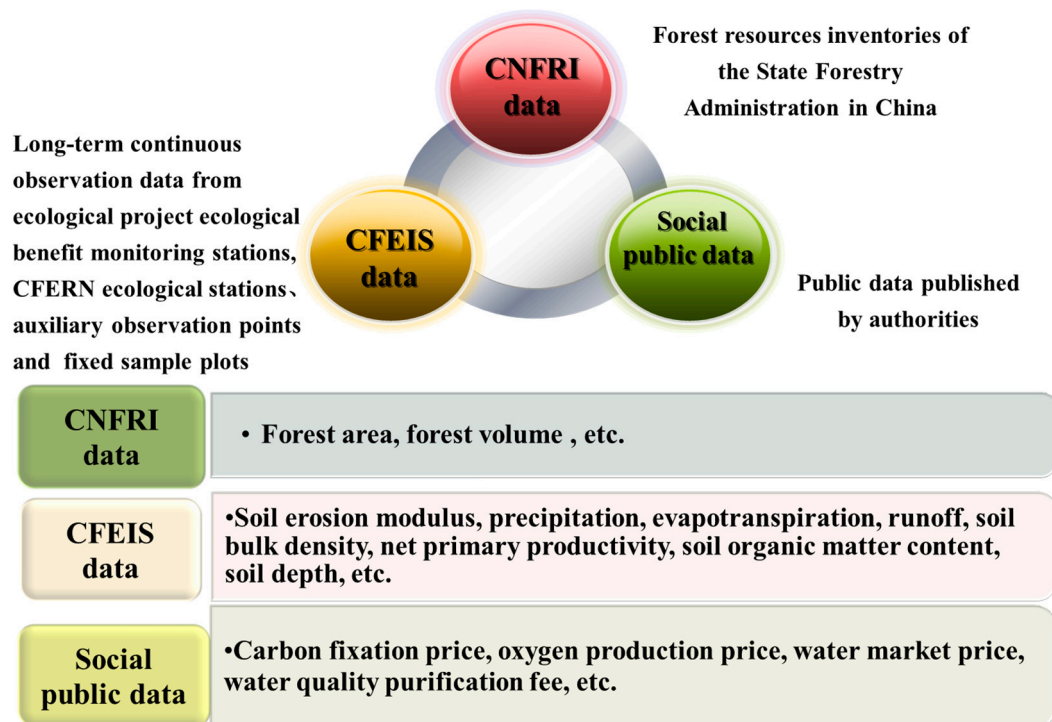 CNFRI
data
Forest resources inventories of
the State Forestry
Administration in China
Long-term continuous
observation data from
ecological project ecological
benefit monitoring stations,
CFERN ecological stations、
auxiliary observation points
and fixed sample plots
CFEIS
data
Social
public data
Public data published
by authorities
CNFRI
data
• Forest area, forest volume , etc.
CFEIS
data
•Soil erosion modulus, precipitation, evapotranspiration, runoff, soil
bulk density, net primary productivity, soil organic matter content,
soil depth, etc.
Social
public data
•Carbon fixation price, oxygen production price, water market price,
water quality purification fee, etc.